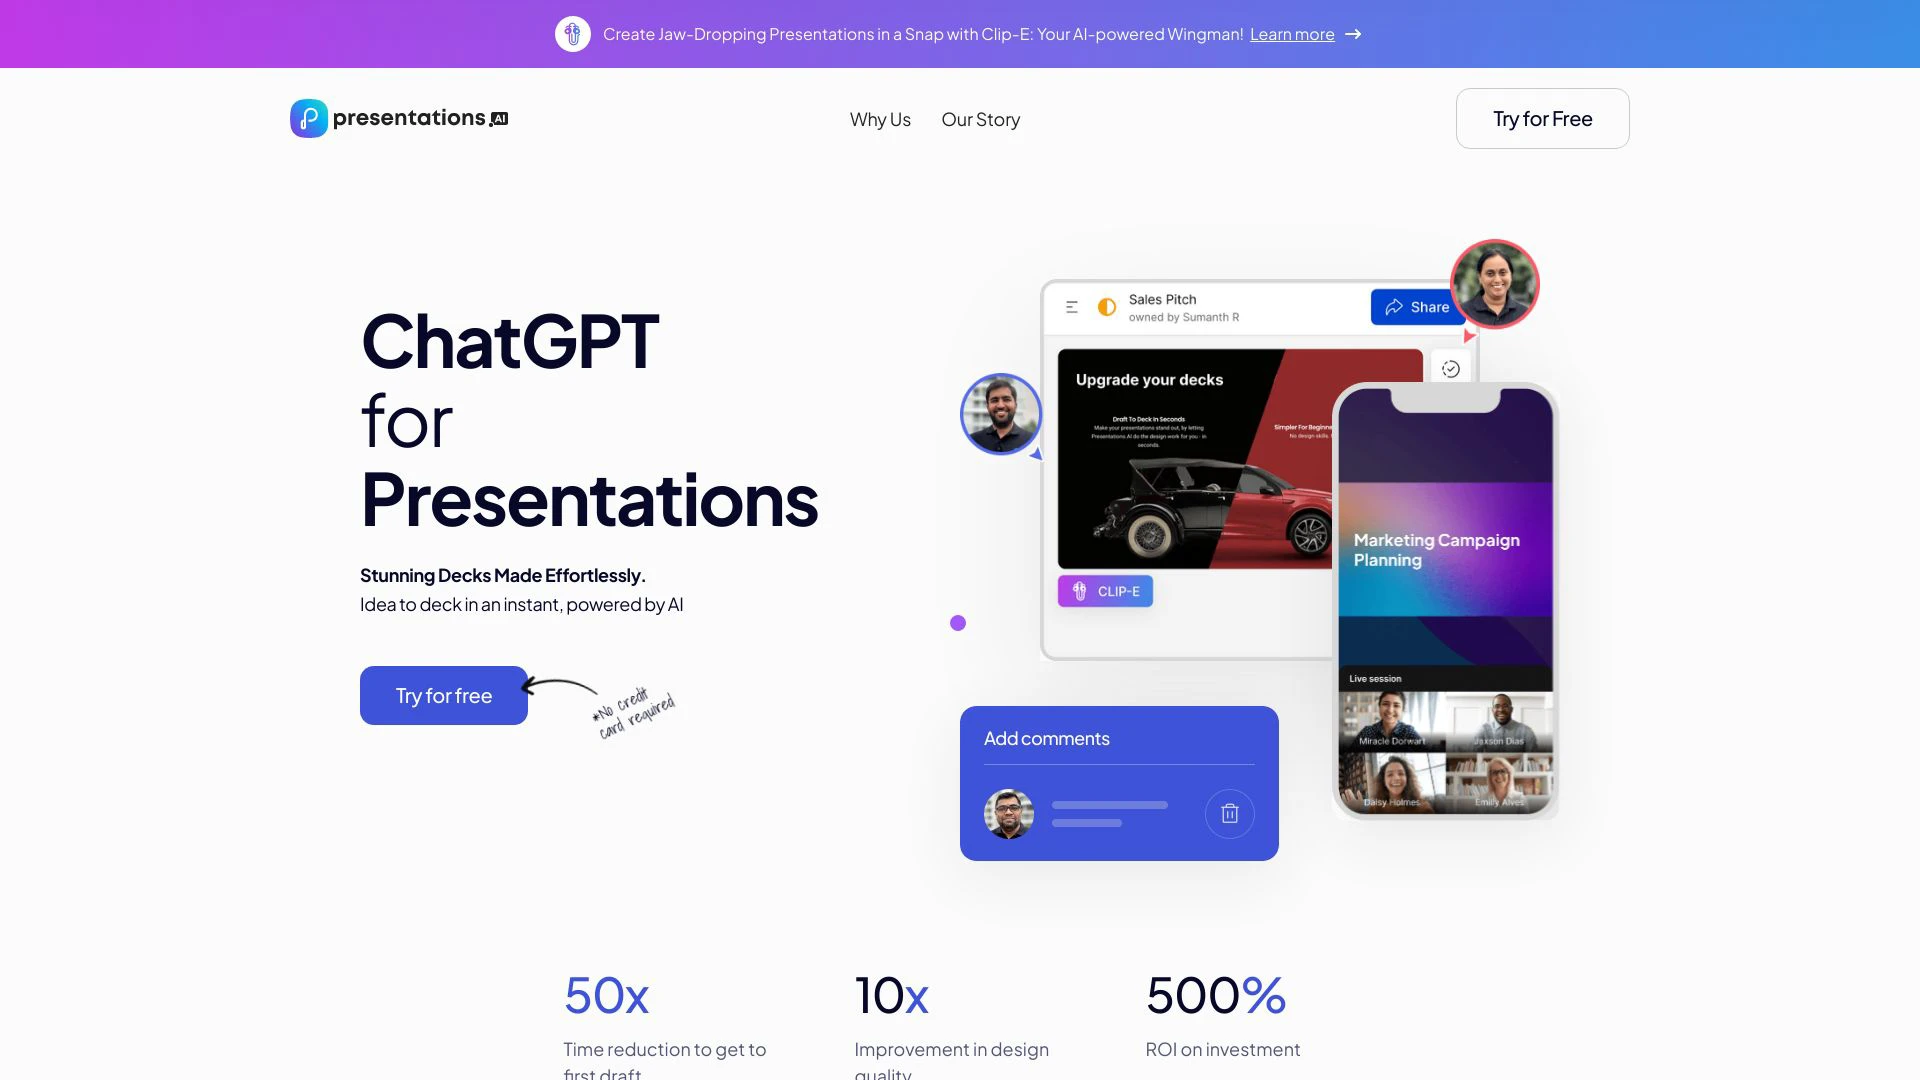 Create Jaw-Dropping Presentations in a Snap with Clip-E: Your AI-powered Wingman! Learn more
presentations.AI
Why Us
Our Story
Try for Free
ChatGPT
for
Presentations
Stunning Decks Made Effortlessly.
Idea to deck in an instant, powered by AI
Try for free
*No credit
card required
Sales Pitch
owned by Sumanth R
Share
Upgrade your decks
Draft To Deck In Seconds
Make your presentations stand out, by letting
Presentations.AI do the design work for you - in
seconds.
Simpler For Beginne
No design skills.
CLIP-E
Marketing Campaign
Planning
Live session
Miracle Dorwart
Jaxson Dias
Daisy Holmes
Emily Alves
Add comments
50x
Time reduction to get to
first draft
10x
Improvement in design
quality
500%
ROI on investment